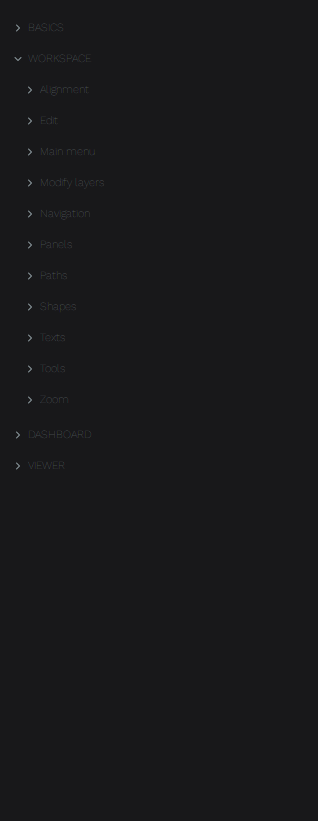 BASICS
WORKSPACE
Alignment
Edit
Main menu
Modify layers
Navigation
Panels
Paths
Shapes
Texts
Tools
Zoom
DASHBOARD
VIEWER